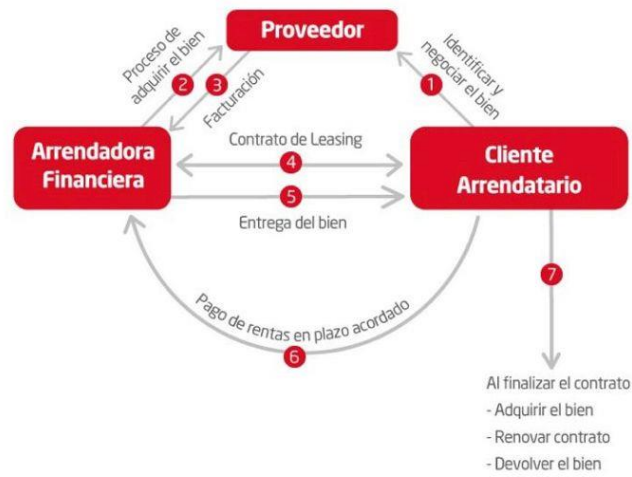 Proveedor
Proceso de
adquirir el bien
2
3
Facturación
Identificar y
negociar el bien
1
Arrendadora
Financiera
Contrato de Leasing
4
5
Entrega del bien
Cliente
Arrendatario
Pago de rentas en plazo acordado
6
7
Al finalizar el contrato
- Adquirir el bien
- Renovar contrato
- Devolver el bien